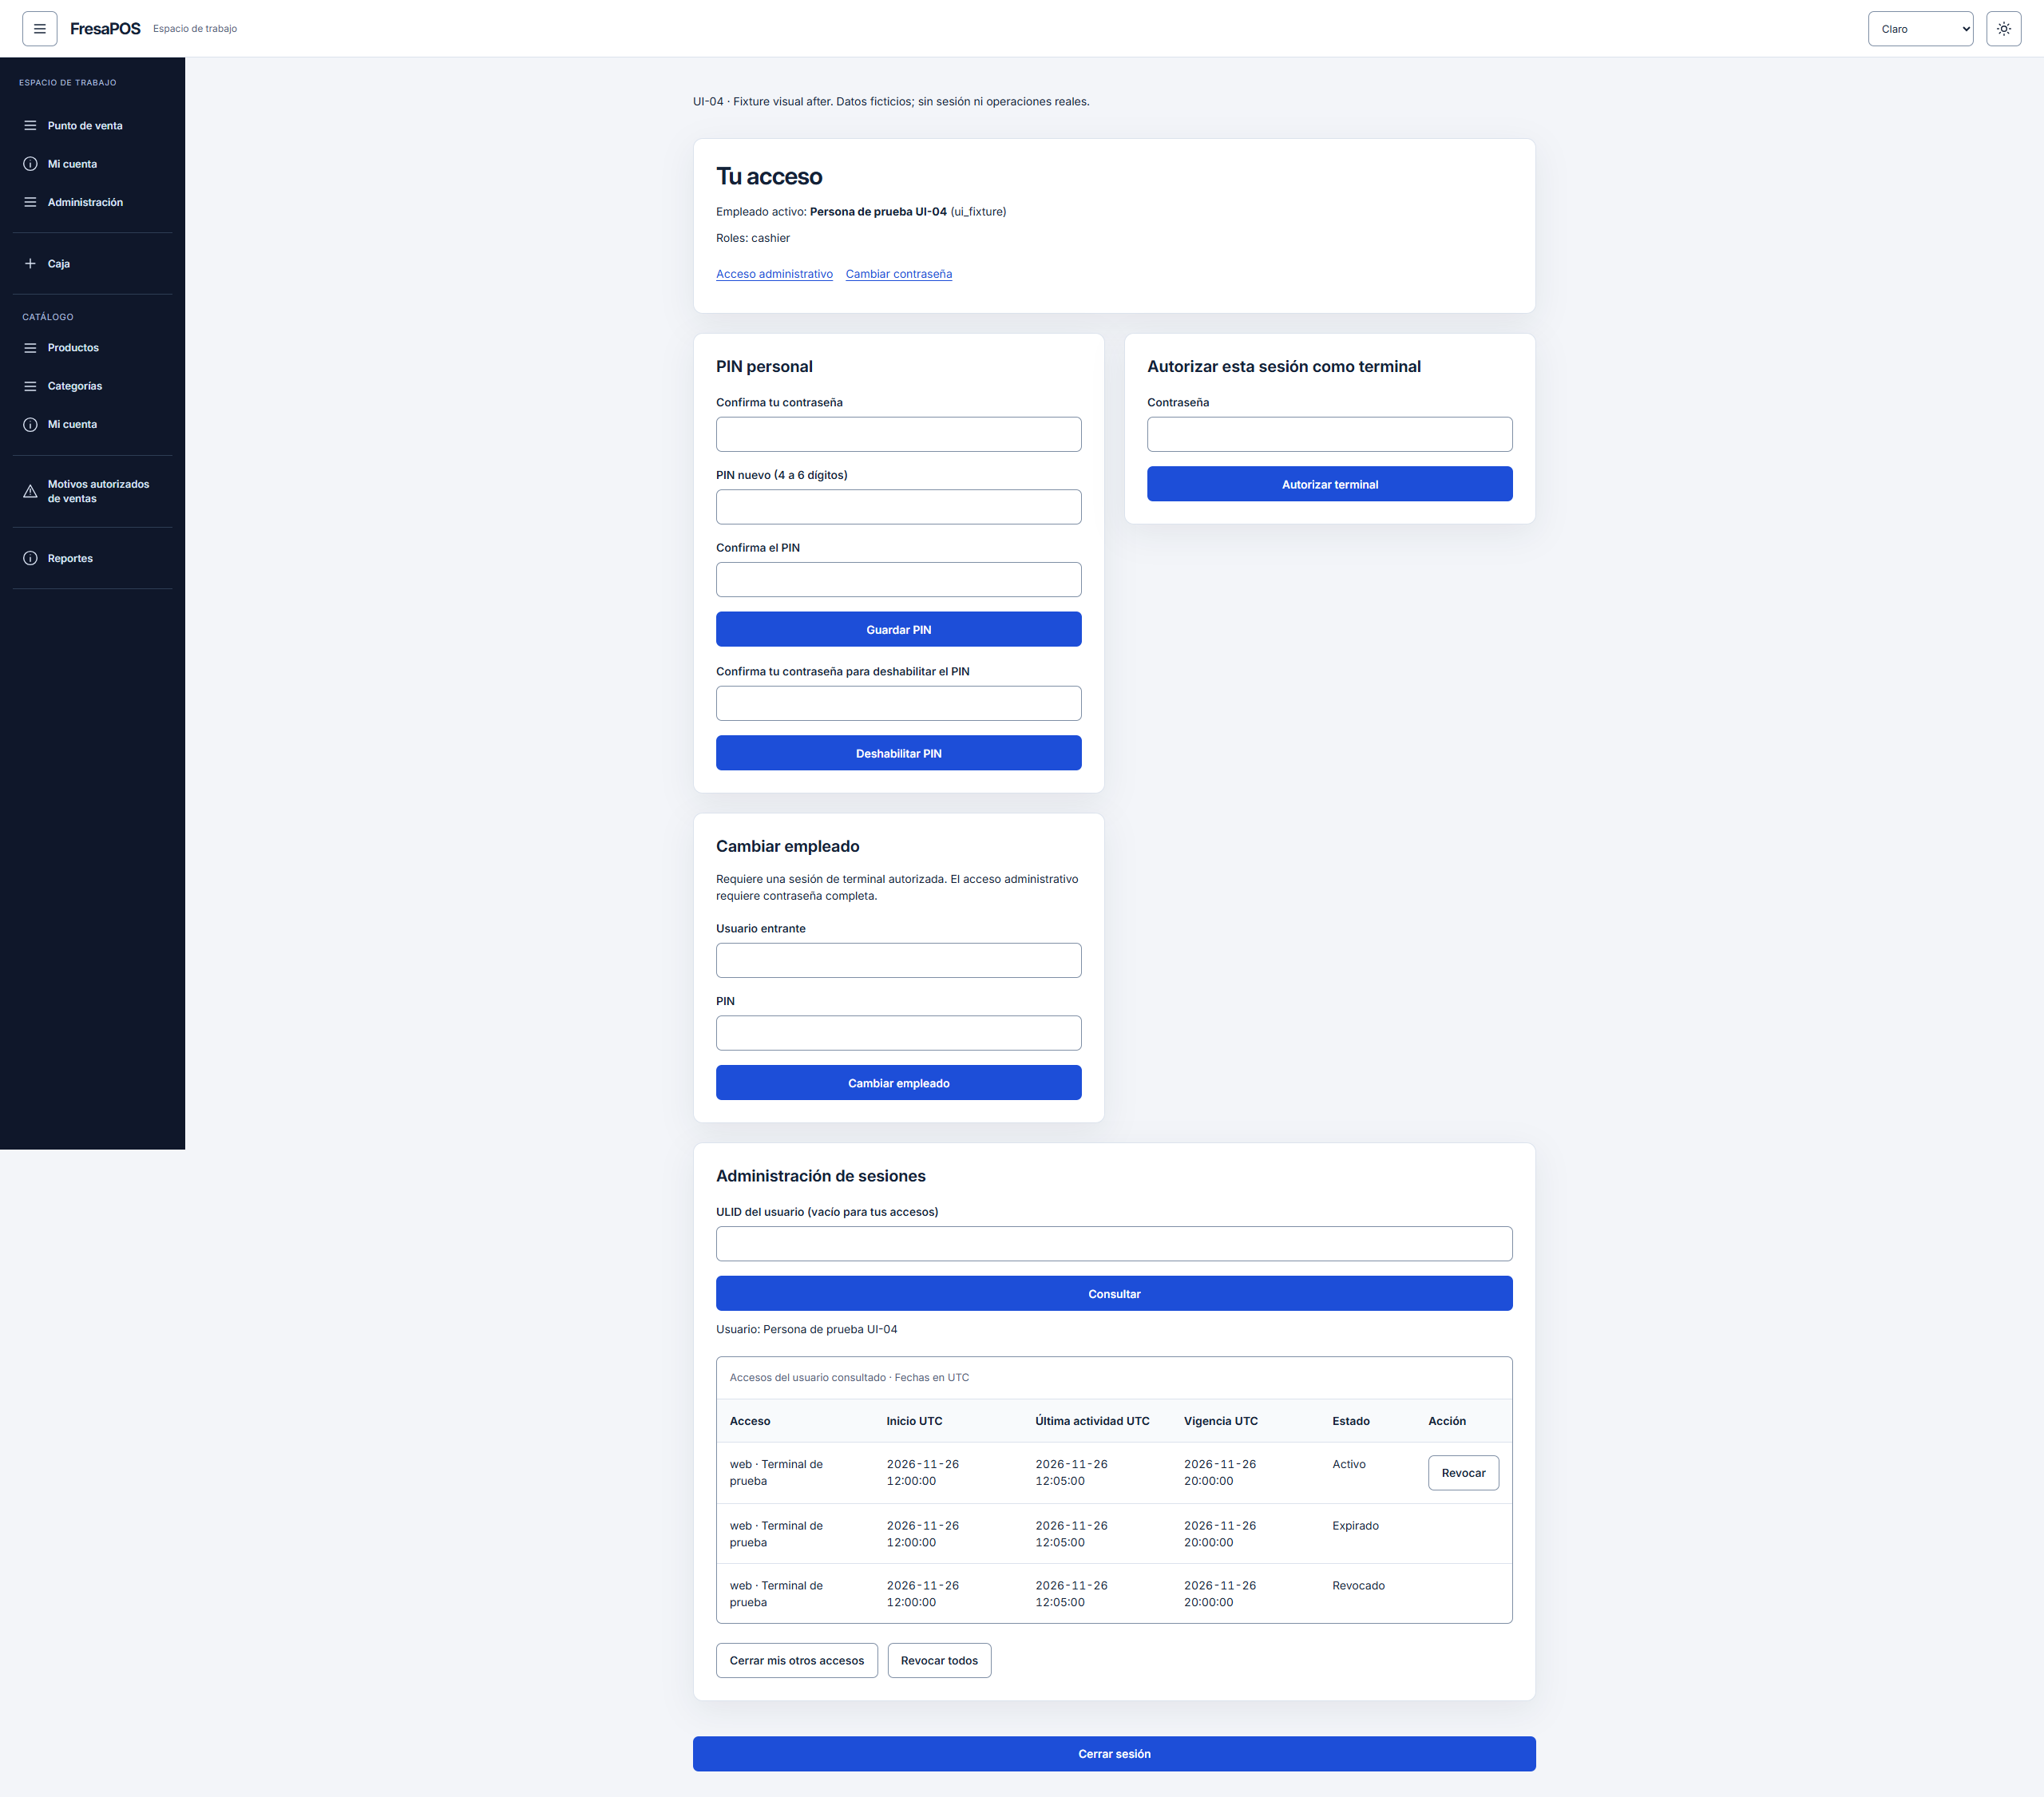 FresaPOS
Espacio de trabajo
Claro
ESPACIO DE TRABAJO
Punto de venta
Mi cuenta
Administración
Caja
CATÁLOGO
Productos
Categorías
Mi cuenta
Motivos autorizados
de ventas
Reportes
UI-04 · Fixture visual after. Datos ficticios; sin sesión ni operaciones reales.
Tu acceso
Empleado activo: Persona de prueba UI-04 (ui_fixture)
Roles: cashier
Acceso administrativo Cambiar contraseña
PIN personal
Confirma tu contraseña
PIN nuevo (4 a 6 dígitos)
Confirma el PIN
Guardar PIN
Confirma tu contraseña para deshabilitar el PIN
Deshabilitar PIN
Autorizar esta sesión como terminal
Contraseña
Autorizar terminal
Cambiar empleado
Requiere una sesión de terminal autorizada. El acceso administrativo
requiere contraseña completa.
Usuario entrante
PIN
Cambiar empleado
Administración de sesiones
ULID del usuario (vacío para tus accesos)
Consultar
Usuario: Persona de prueba UI-04
Accesos del usuario consultado · Fechas en UTC
Acceso Inicio UTC Última actividad UTC Vigencia UTC Estado Acción
web · Terminal de 2026-11-26 2026-11-26 2026-11-26 Activo Revocar
prueba 12:00:00 12:05:00 20:00:00
web · Terminal de 2026-11-26 2026-11-26 2026-11-26 Expirado
prueba 12:00:00 12:05:00 20:00:00
web · Terminal de 2026-11-26 2026-11-26 2026-11-26 Revocado
prueba 12:00:00 12:05:00 20:00:00
Cerrar mis otros accesos Revocar todos
Cerrar sesión